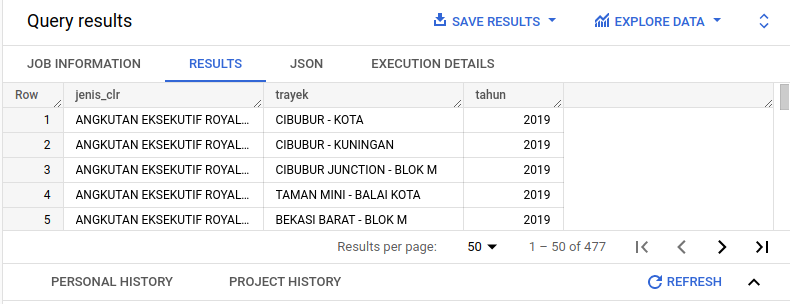 Query results SAVE RESULTS EXPLORE DATA
JOB INFORMATION RESULTS JSON EXECUTION DETAILS
Row jenis_clr trayek tahun
1 ANGKUTAN EKSEKUTIF ROYAL... CIBUBUR - KOTA 2019
2 ANGKUTAN EKSEKUTIF ROYAL... CIBUBUR - KUNINGAN 2019
3 ANGKUTAN EKSEKUTIF ROYAL... CIBUBUR JUNCTION - BLOK M 2019
4 ANGKUTAN EKSEKUTIF ROYAL... TAMAN MINI - BALAI KOTA 2019
5 ANGKUTAN EKSEKUTIF ROYAL... BEKASI BARAT - BLOK M 2019
Results per page: 50 1 – 50 of 477
PERSONAL HISTORY PROJECT HISTORY REFRESH